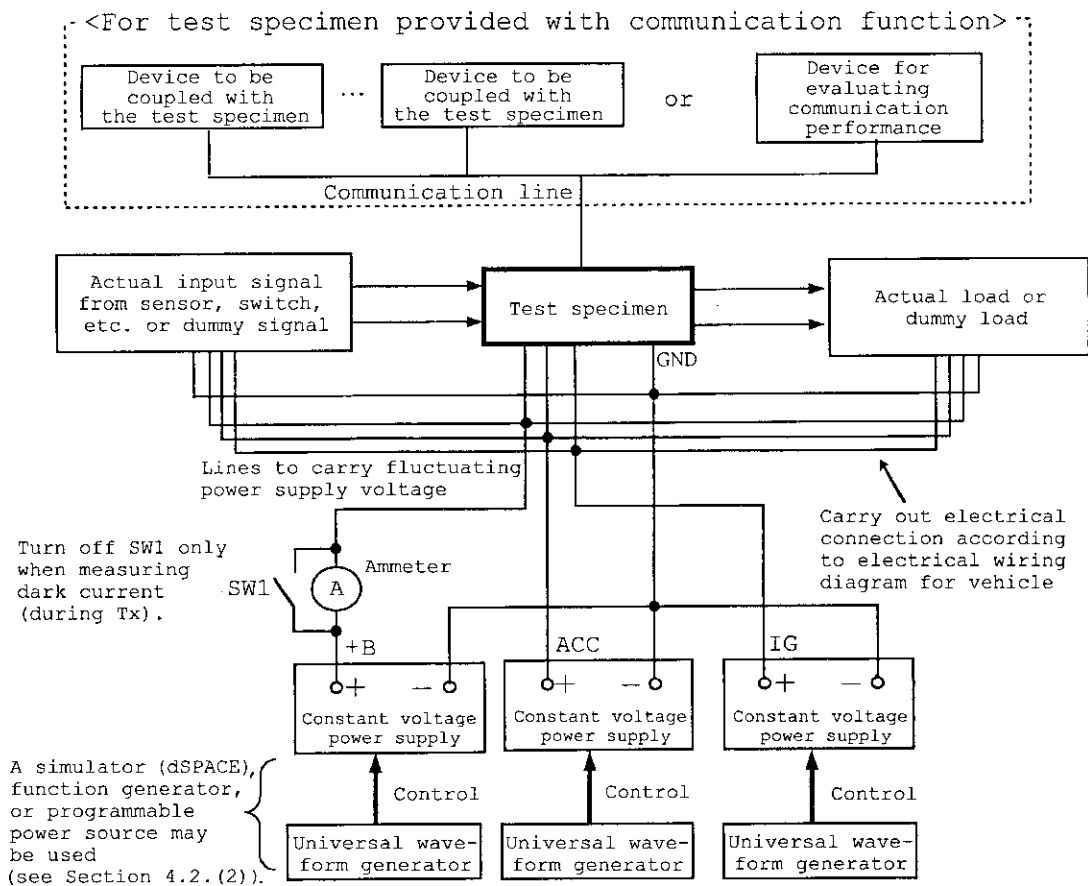 <For test specimen provided with communication function>
Device to be
coupled with
the test specimen
...
Device to be
coupled with
the test specimen
or
Device for
evaluating
communication
performance
Communication line
Actual input signal
from sensor, switch,
etc. or dummy signal
Test specimen
Actual load or
dummy load
GND
Lines to carry fluctuating
power supply voltage
Carry out electrical
connection according
to electrical wiring
diagram for vehicle
Turn off SW1 only
when measuring
dark current
(during Tx).
SW1
A
Ammeter
+B
ACC
IG
+ −
Constant voltage
power supply
+ −
Constant voltage
power supply
+ −
Constant voltage
power supply
A simulator (dSPACE),
function generator,
or programmable
power source may
be used
(see Section 4.2.(2)).
Control
Control
Control
Universal wave-
form generator
Universal wave-
form generator
Universal wave-
form generator